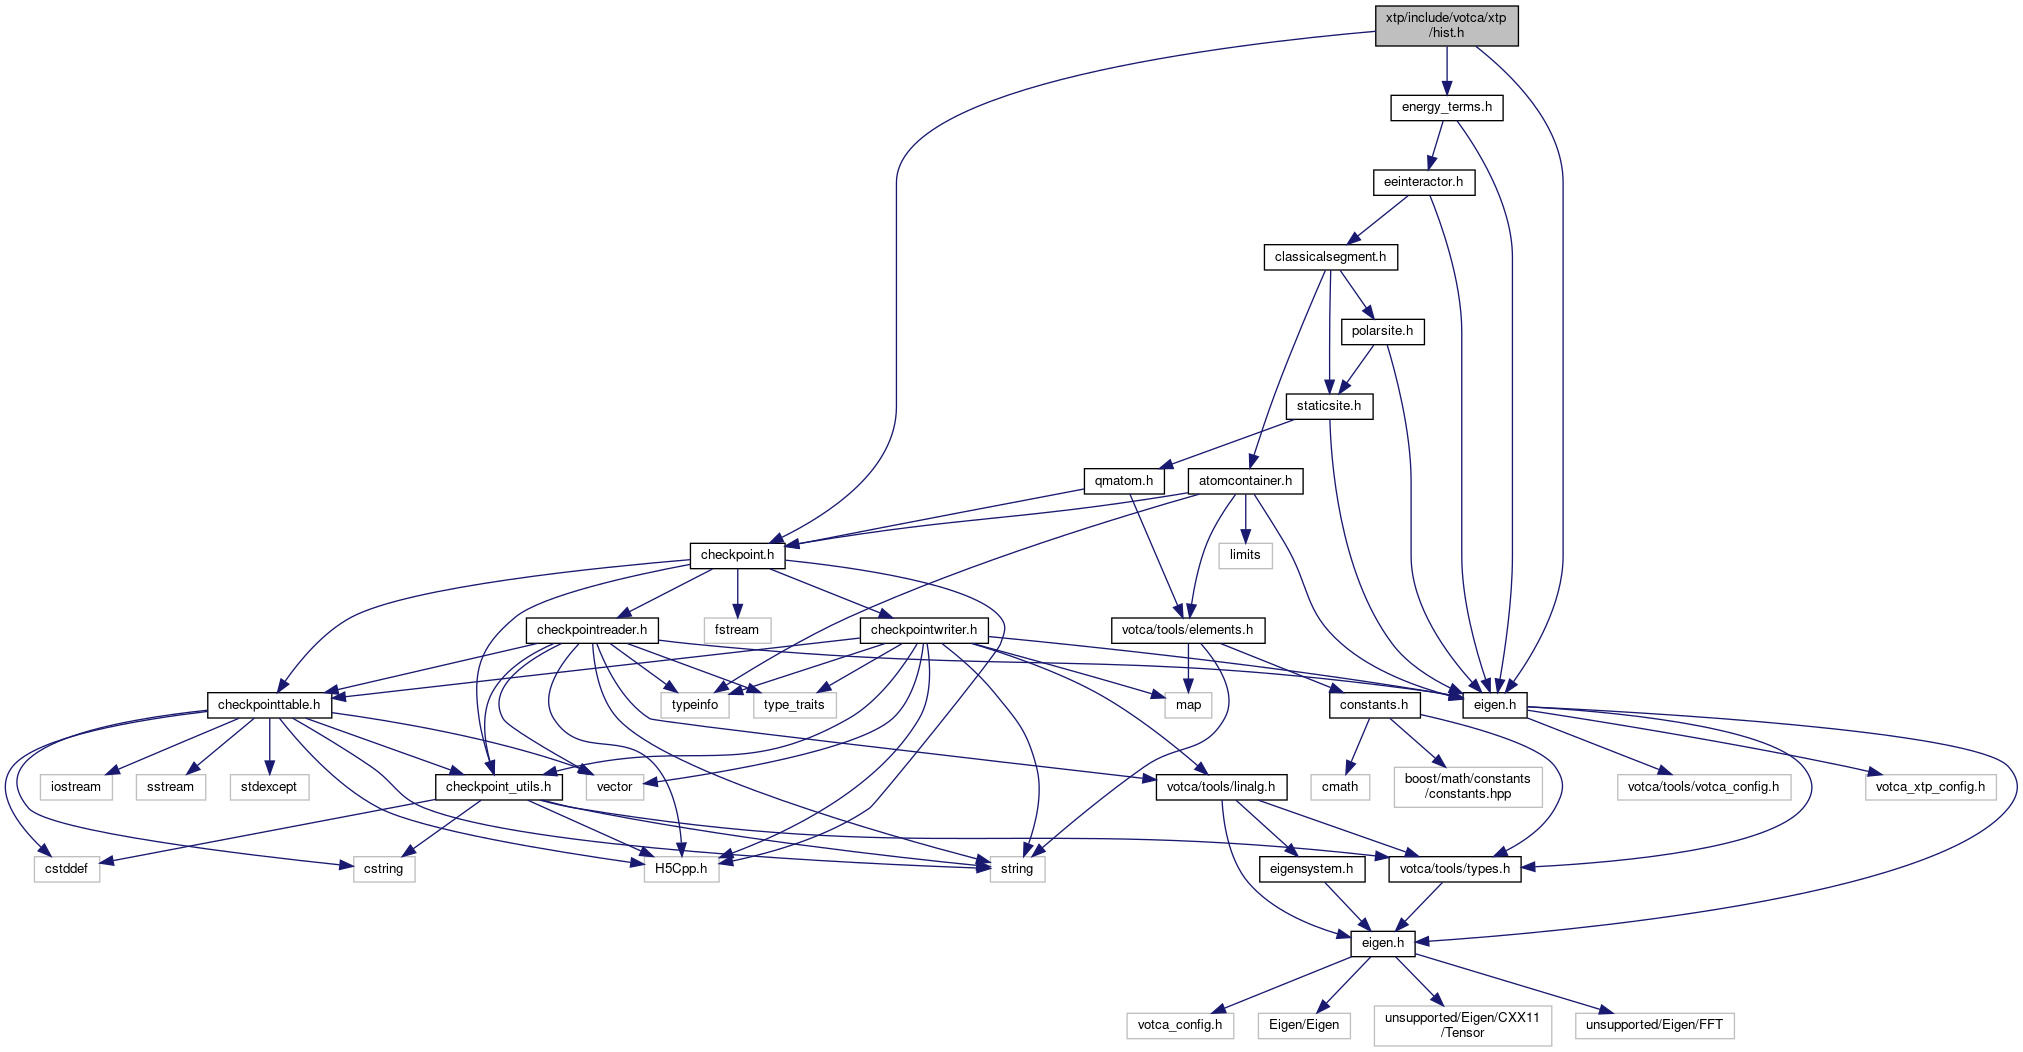 xtp/include/votca/xtp
/hist.h
energy_terms.h
eeinteractor.h
classicalsegment.h
polarsite.h
staticsite.h
qmatom.h
atomcontainer.h
checkpoint.h
limits
checkpointreader.h
fstream
checkpointwriter.h
votca/tools/elements.h
checkpointtable.h
typeinfo
type_traits
map
constants.h
eigen.h
iostream
sstream
stdexcept
checkpoint_utils.h
vector
votca/tools/linalg.h
cmath
boost/math/constants
/constants.hpp
votca/tools/votca_config.h
votca_xtp_config.h
cstddef
cstring
H5Cpp.h
string
eigensystem.h
votca/tools/types.h
eigen.h
votca_config.h
Eigen/Eigen
unsupported/Eigen/CXX11
/Tensor
unsupported/Eigen/FFT